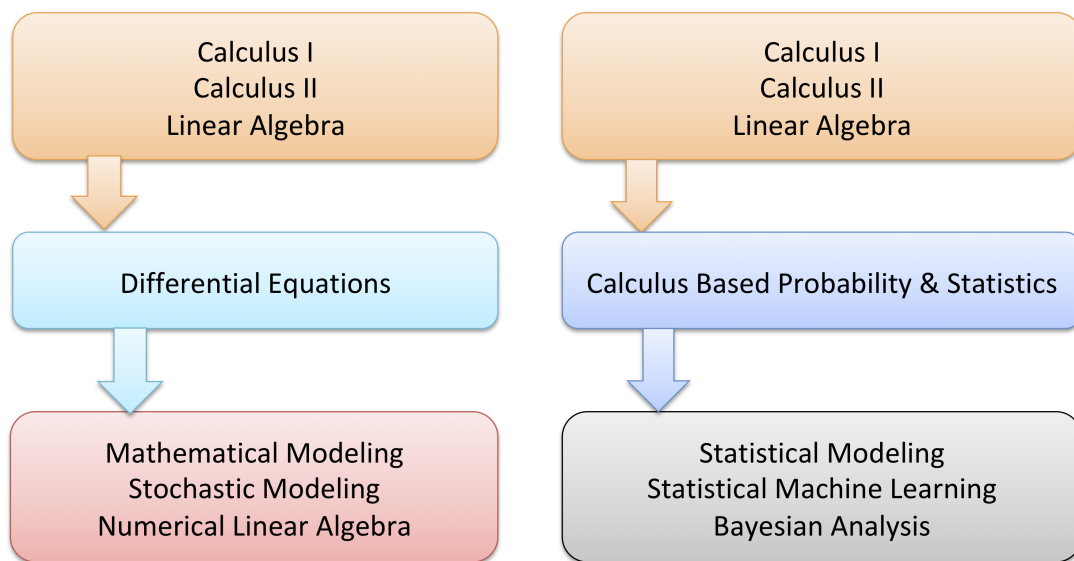 Calculus I
Calculus II
Linear Algebra
Differential Equations
Mathematical Modeling
Stochastic Modeling
Numerical Linear Algebra
Calculus I
Calculus II
Linear Algebra
Calculus Based Probability & Statistics
Statistical Modeling
Statistical Machine Learning
Bayesian Analysis